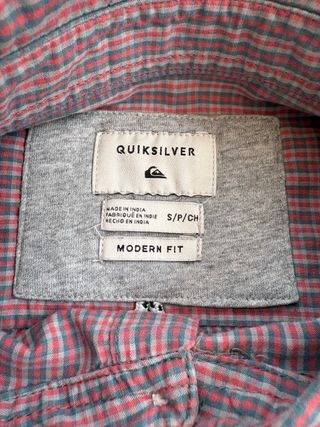 QUIKSILVER
MADE IN INDIA
FABRIQUÉ EN INDE
HECHO EN INDIA
S/P/CH
MODERN FIT